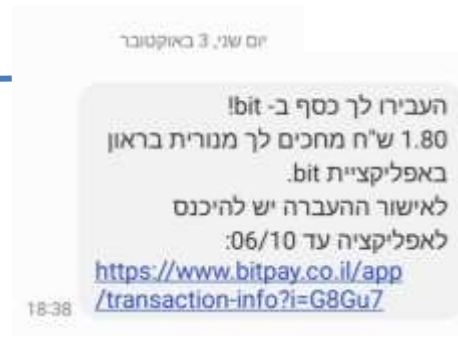 יום שני, 3 באוקטובר
העבירו לך כסף ב- bit!
1.80 ש"ח מחכים לך מנורית בראון
באפליקציית bit.
לאישור ההעברה יש להיכנס
לאפליקציה עד 06/10:
https://www.bitpay.co.il/app
/transaction-info?i=G8Gu7
18:38